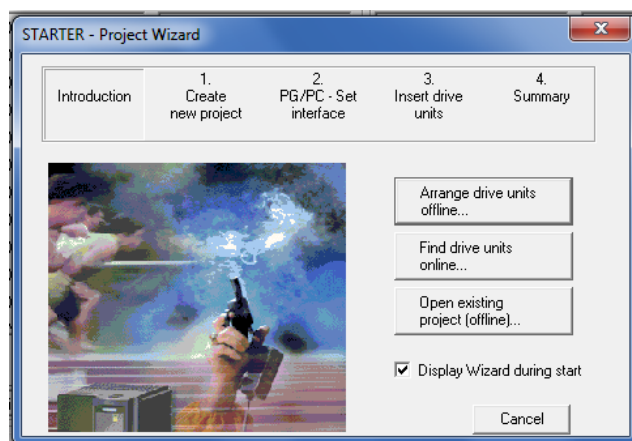 STARTER - Project Wizard
Introduction
1.
Create
new project
2.
PG/PC - Set
interface
3.
Insert drive
units
4.
Summary
Arrange drive units
offline...
Find drive units
online...
Open existing
project (offline)...
Display Wizard during start
Cancel